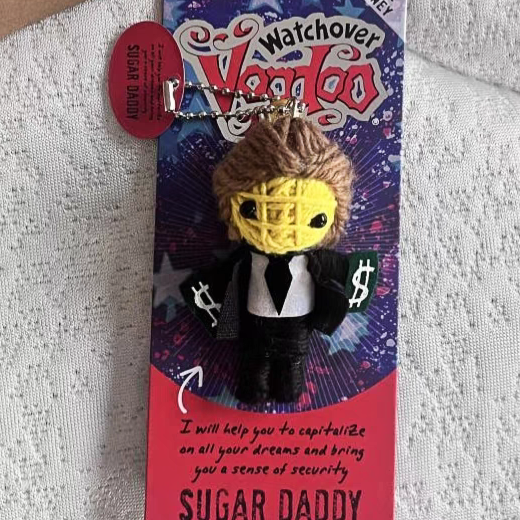 NEY
Watchover
Voodoo
®
SUGAR DADDY
$
$
I will help you to capitalize
on all your dreams and bring
you a sense of security
SUGAR DADDY